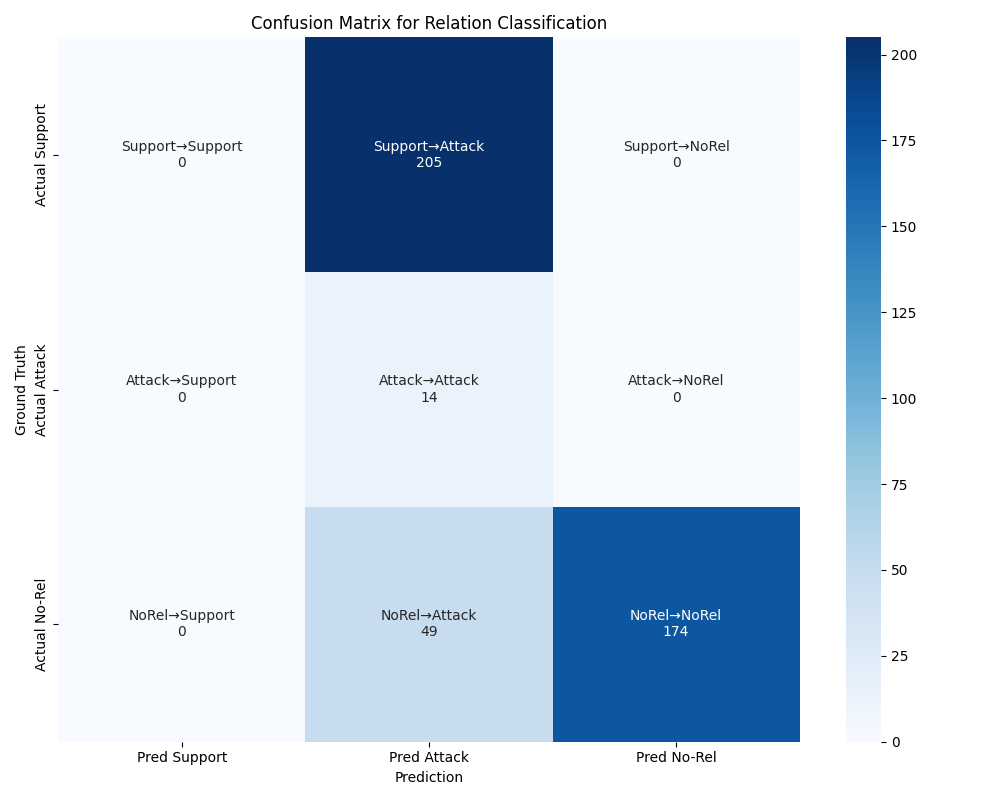 Confusion Matrix for Relation Classification
Ground Truth
Actual Support
Actual Attack
Actual No-Rel
Support→Support
0
Support→Attack
205
Support→NoRel
0
Attack→Support
0
Attack→Attack
14
Attack→NoRel
0
NoRel→Support
0
NoRel→Attack
49
NoRel→NoRel
174
Pred Support
Pred Attack
Pred No-Rel
Prediction
200
175
150
125
100
75
50
25
0